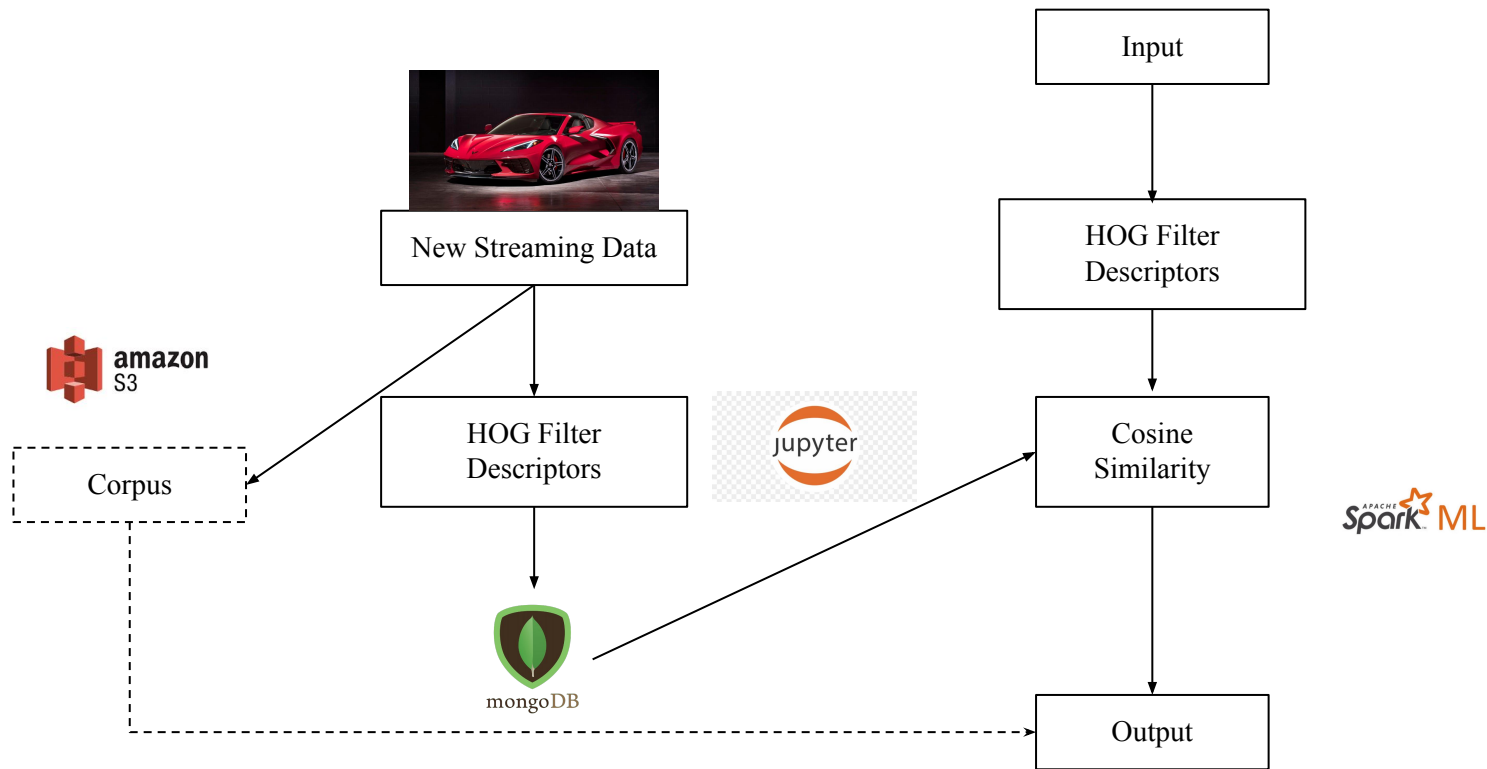 Input
New Streaming Data
HOG Filter
Descriptors
amazon
S3
HOG Filter
Descriptors
jupyter
Cosine
Similarity
Corpus
APACHE
Spark ML
mongoDB
Output